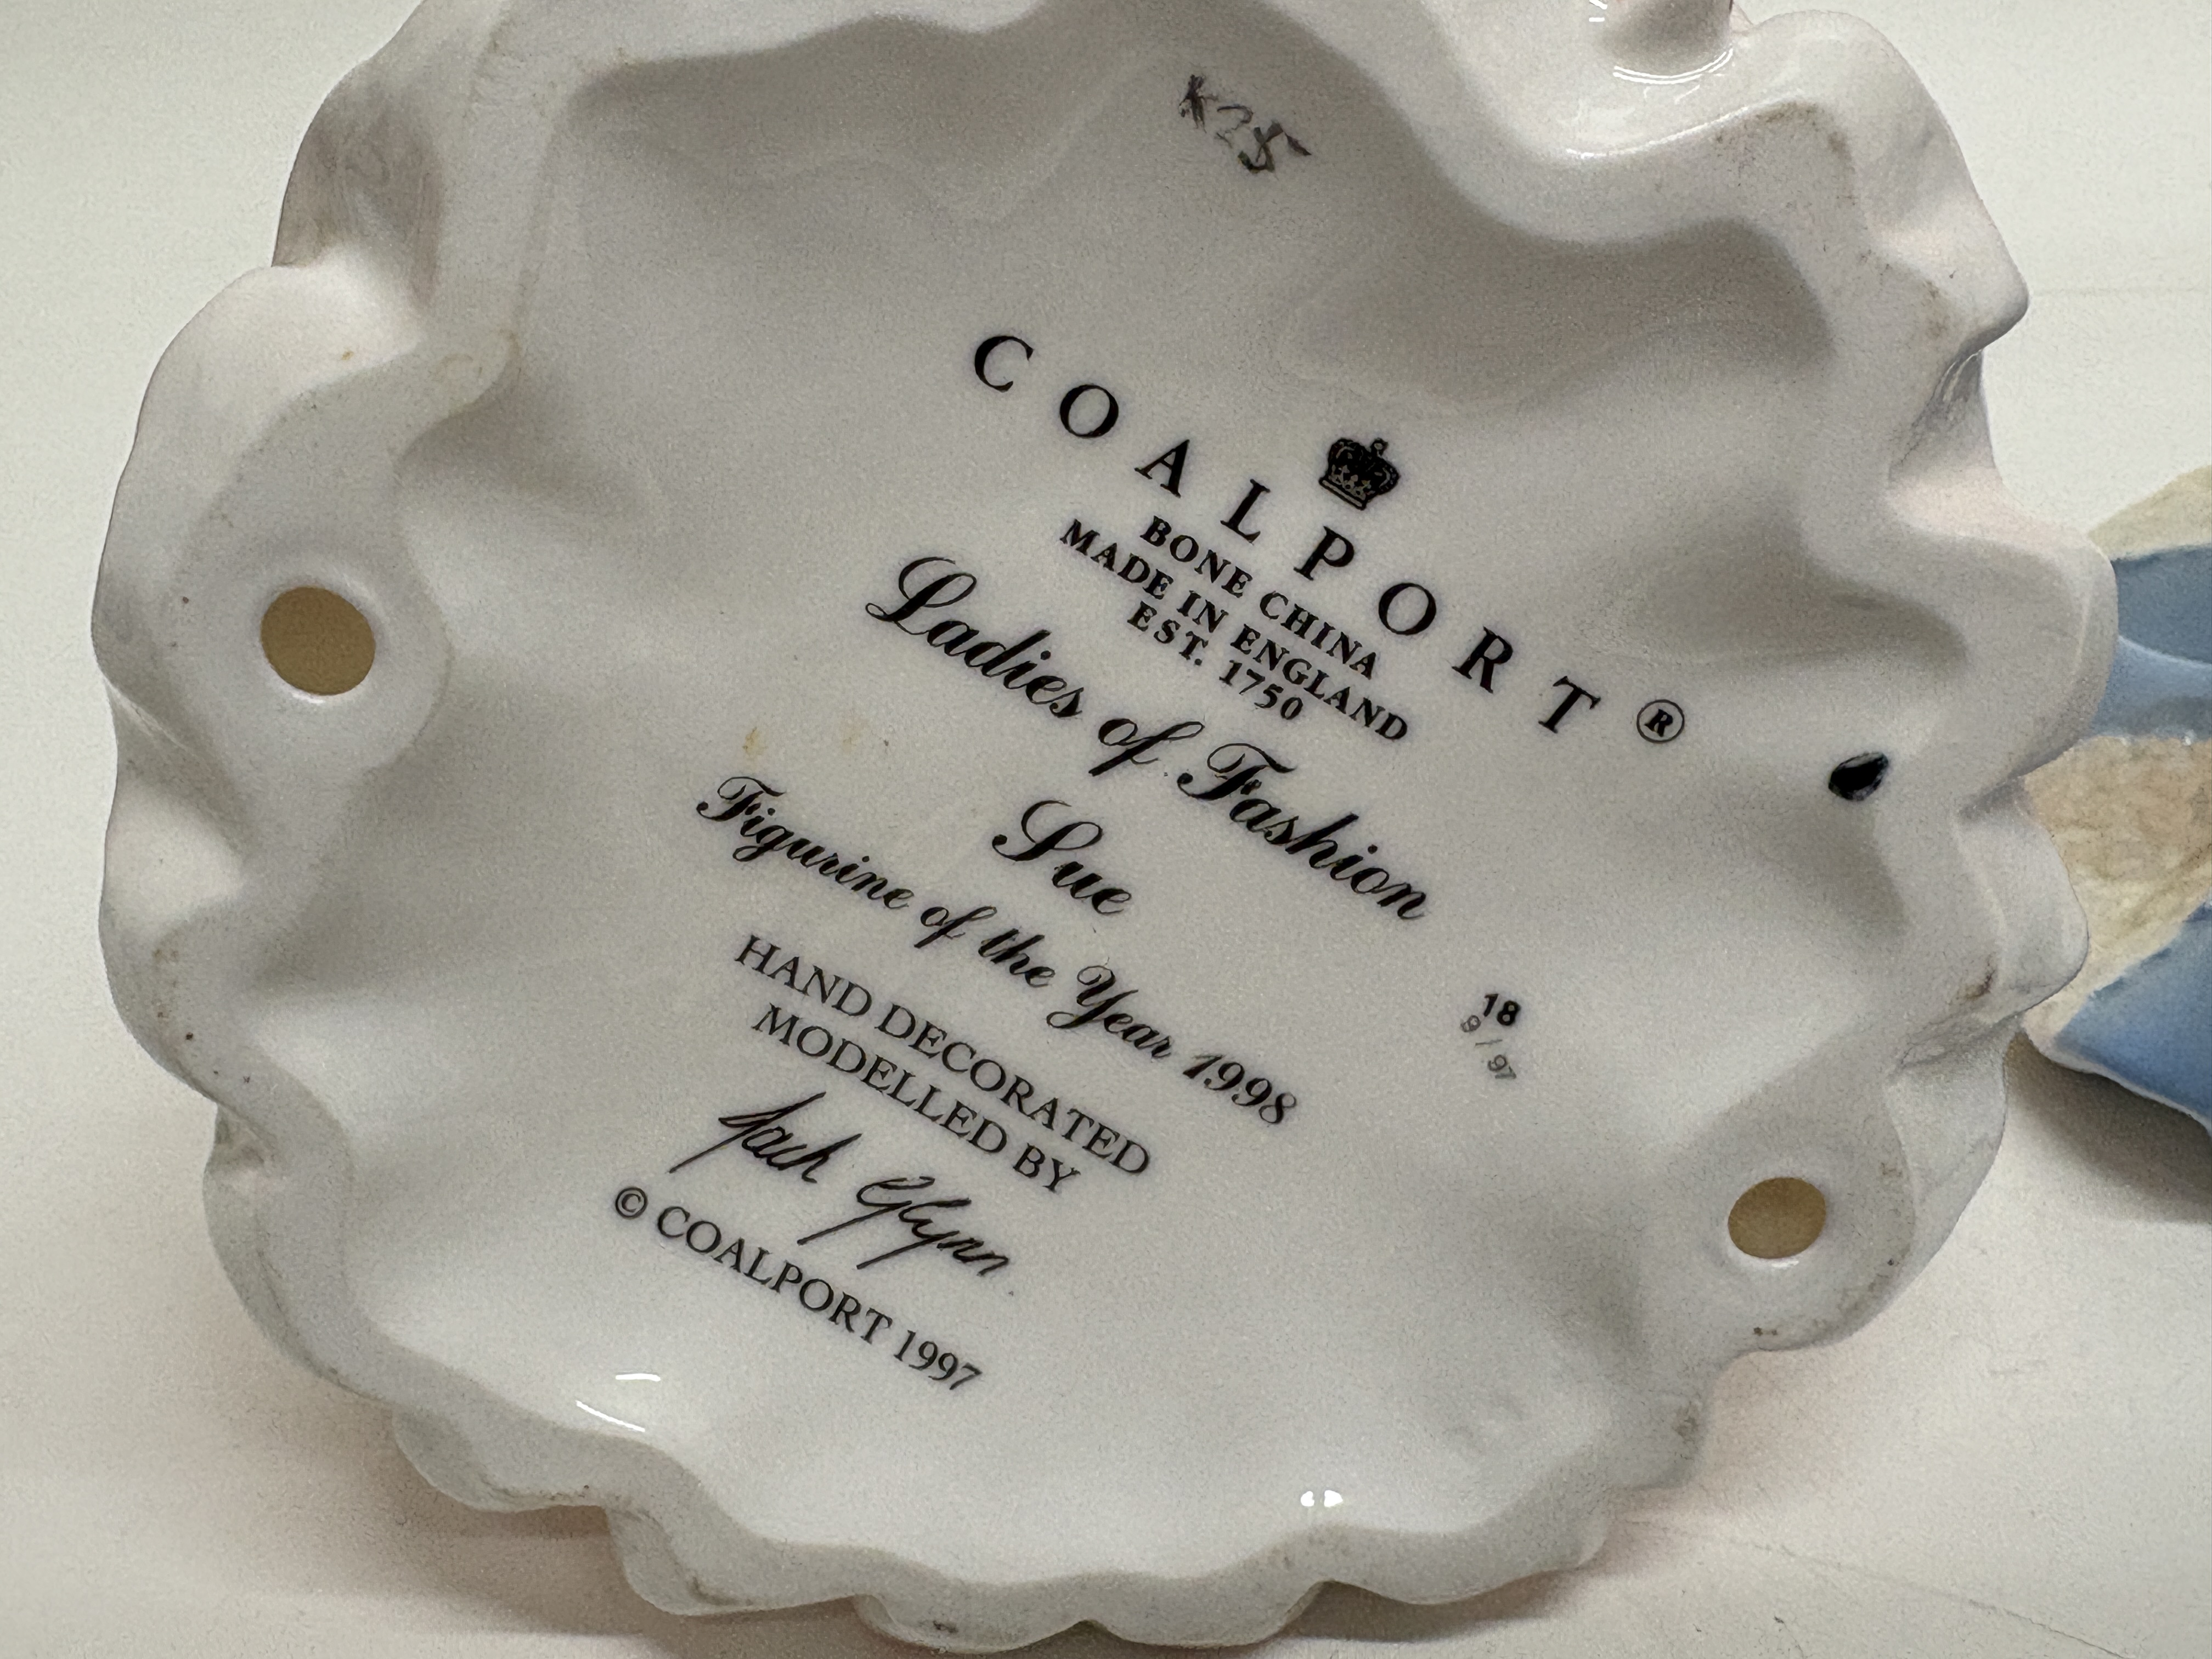 K25
COALPORT®
BONE CHINA
MADE IN ENGLAND
EST. 1750
Ladies of Fashion
Sue
Figurine of the Year 1998
HAND DECORATED
MODELLED BY
Jack Glynn
© COALPORT 1997
18
9/97